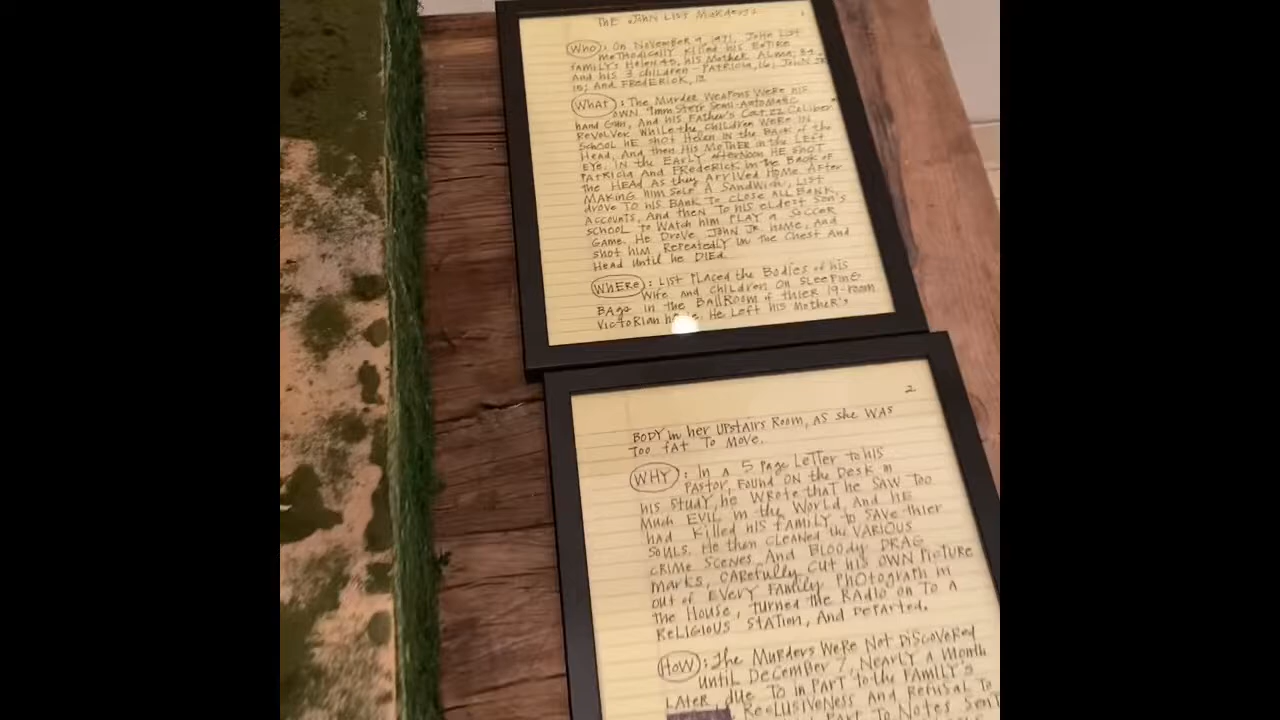 THE JOHN LIST MURDERS 1
WHO: ON NOVEMBER 9, 1971, JOHN LIST
METHODICALLY KILLED HIS ENTIRE
FAMILY: HELEN 45, HIS MOTHER ALMA, 84,
AND HIS 3 CHILDREN - PATRICIA, 16; JOHN JR.
15; AND FREDERICK, 13
WHAT: THE MURDER WEAPONS WERE HIS
OWN 9mm STEYR SEMI-AUTOMATIC
HAND GUN, AND HIS FATHER'S COLT 22 CALIBER
REVOLVER. WHILE THE CHILDREN WERE IN
SCHOOL HE SHOT HELEN IN THE BACK OF THE
HEAD, AND THEN HIS MOTHER IN THE LEFT
EYE. IN THE EARLY AFTERNOON HE SHOT
PATRICIA AND FREDERICK IN THE BACK OF
THE HEAD AS THEY ARRIVED HOME. AFTER
MAKING HIMSELF A SANDWICH, LIST
DROVE TO HIS BANK TO CLOSE ALL BANK
ACCOUNTS, AND THEN TO HIS ELDEST SON'S
SCHOOL TO WATCH HIM PLAY A SOCCER
GAME. HE DROVE JOHN JR. HOME, AND
SHOT HIM REPEATEDLY IN THE CHEST AND
HEAD UNTIL HE DIED.
WHERE: LIST PLACED THE BODIES OF HIS
WIFE AND CHILDREN ON SLEEPING
BAGS IN THE BALLROOM OF THIER 19-ROOM
VICTORIAN HOME. HE LEFT HIS MOTHER'S
2
BODY IN HER UPSTAIRS ROOM, AS SHE WAS
TOO FAT TO MOVE.
WHY: IN A 5 PAGE LETTER TO HIS
PASTOR, FOUND ON THE DESK IN
HIS STUDY, HE WROTE THAT HE SAW TOO
MUCH EVIL IN THE WORLD, AND HE
HAD KILLED HIS FAMILY TO SAVE THIER
SOULS. HE THEN CLEANED THE VARIOUS
CRIME SCENES AND BLOODY DRAG
MARKS, CAREFULLY CUT HIS OWN PICTURE
OUT OF EVERY FAMILY PHOTOGRAPH IN
THE HOUSE, TURNED THE RADIO ON TO A
RELIGIOUS STATION, AND DEPARTED.
HOW: THE MURDERS WERE NOT DISCOVERED
UNTIL DECEMBER 7, NEARLY A MONTH
LATER, DUE TO IN PART TO THE FAMILY'S
RECLUSIVENESS AND REFUSAL TO
PART TO NOTES SENT